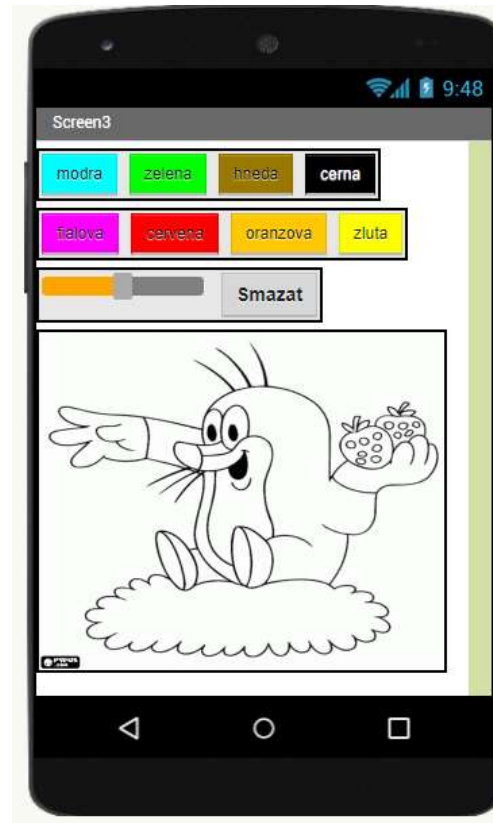 9:48
Screen3
modra zelena hneda cerna
fialova cervena oranzova zluta
Smazat